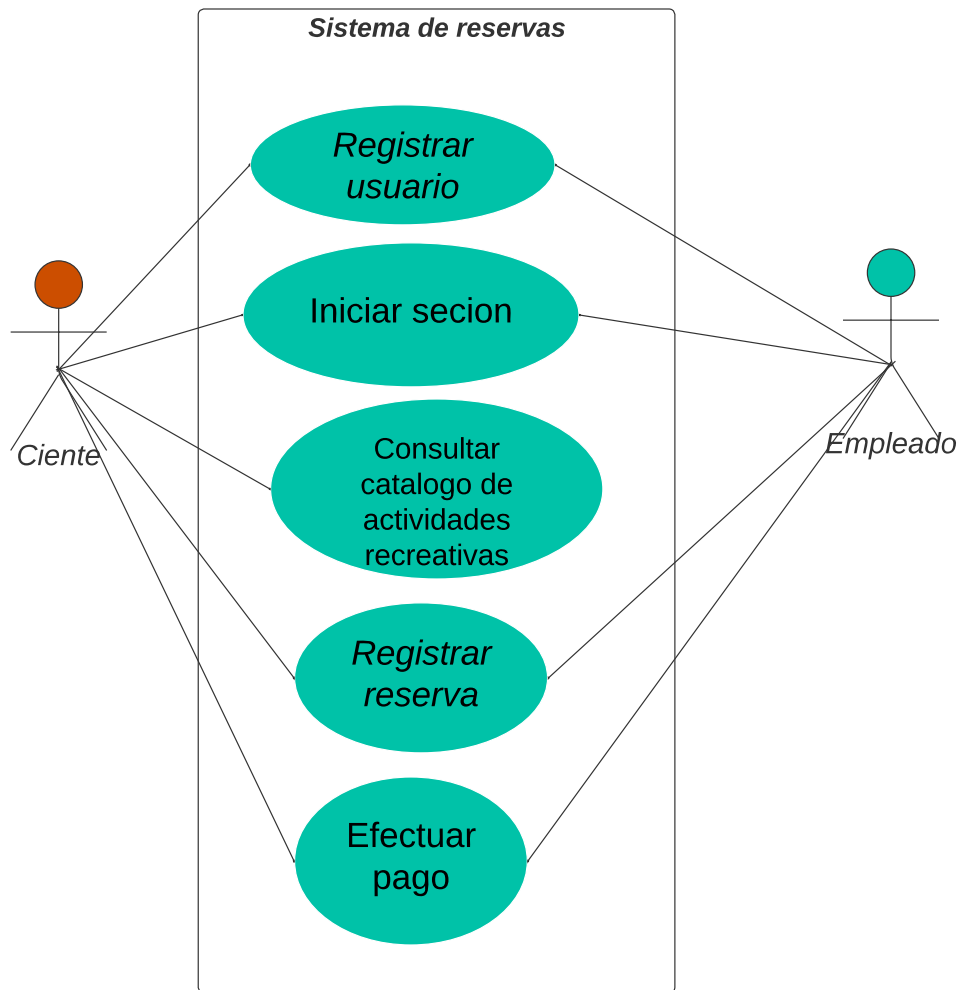 Sistema de reservas
Registrar
usuario
Iniciar secion
Consultar
catalogo de
actividades
recreativas
Ciente
Empleado
Registrar
reserva
Efectuar
pago